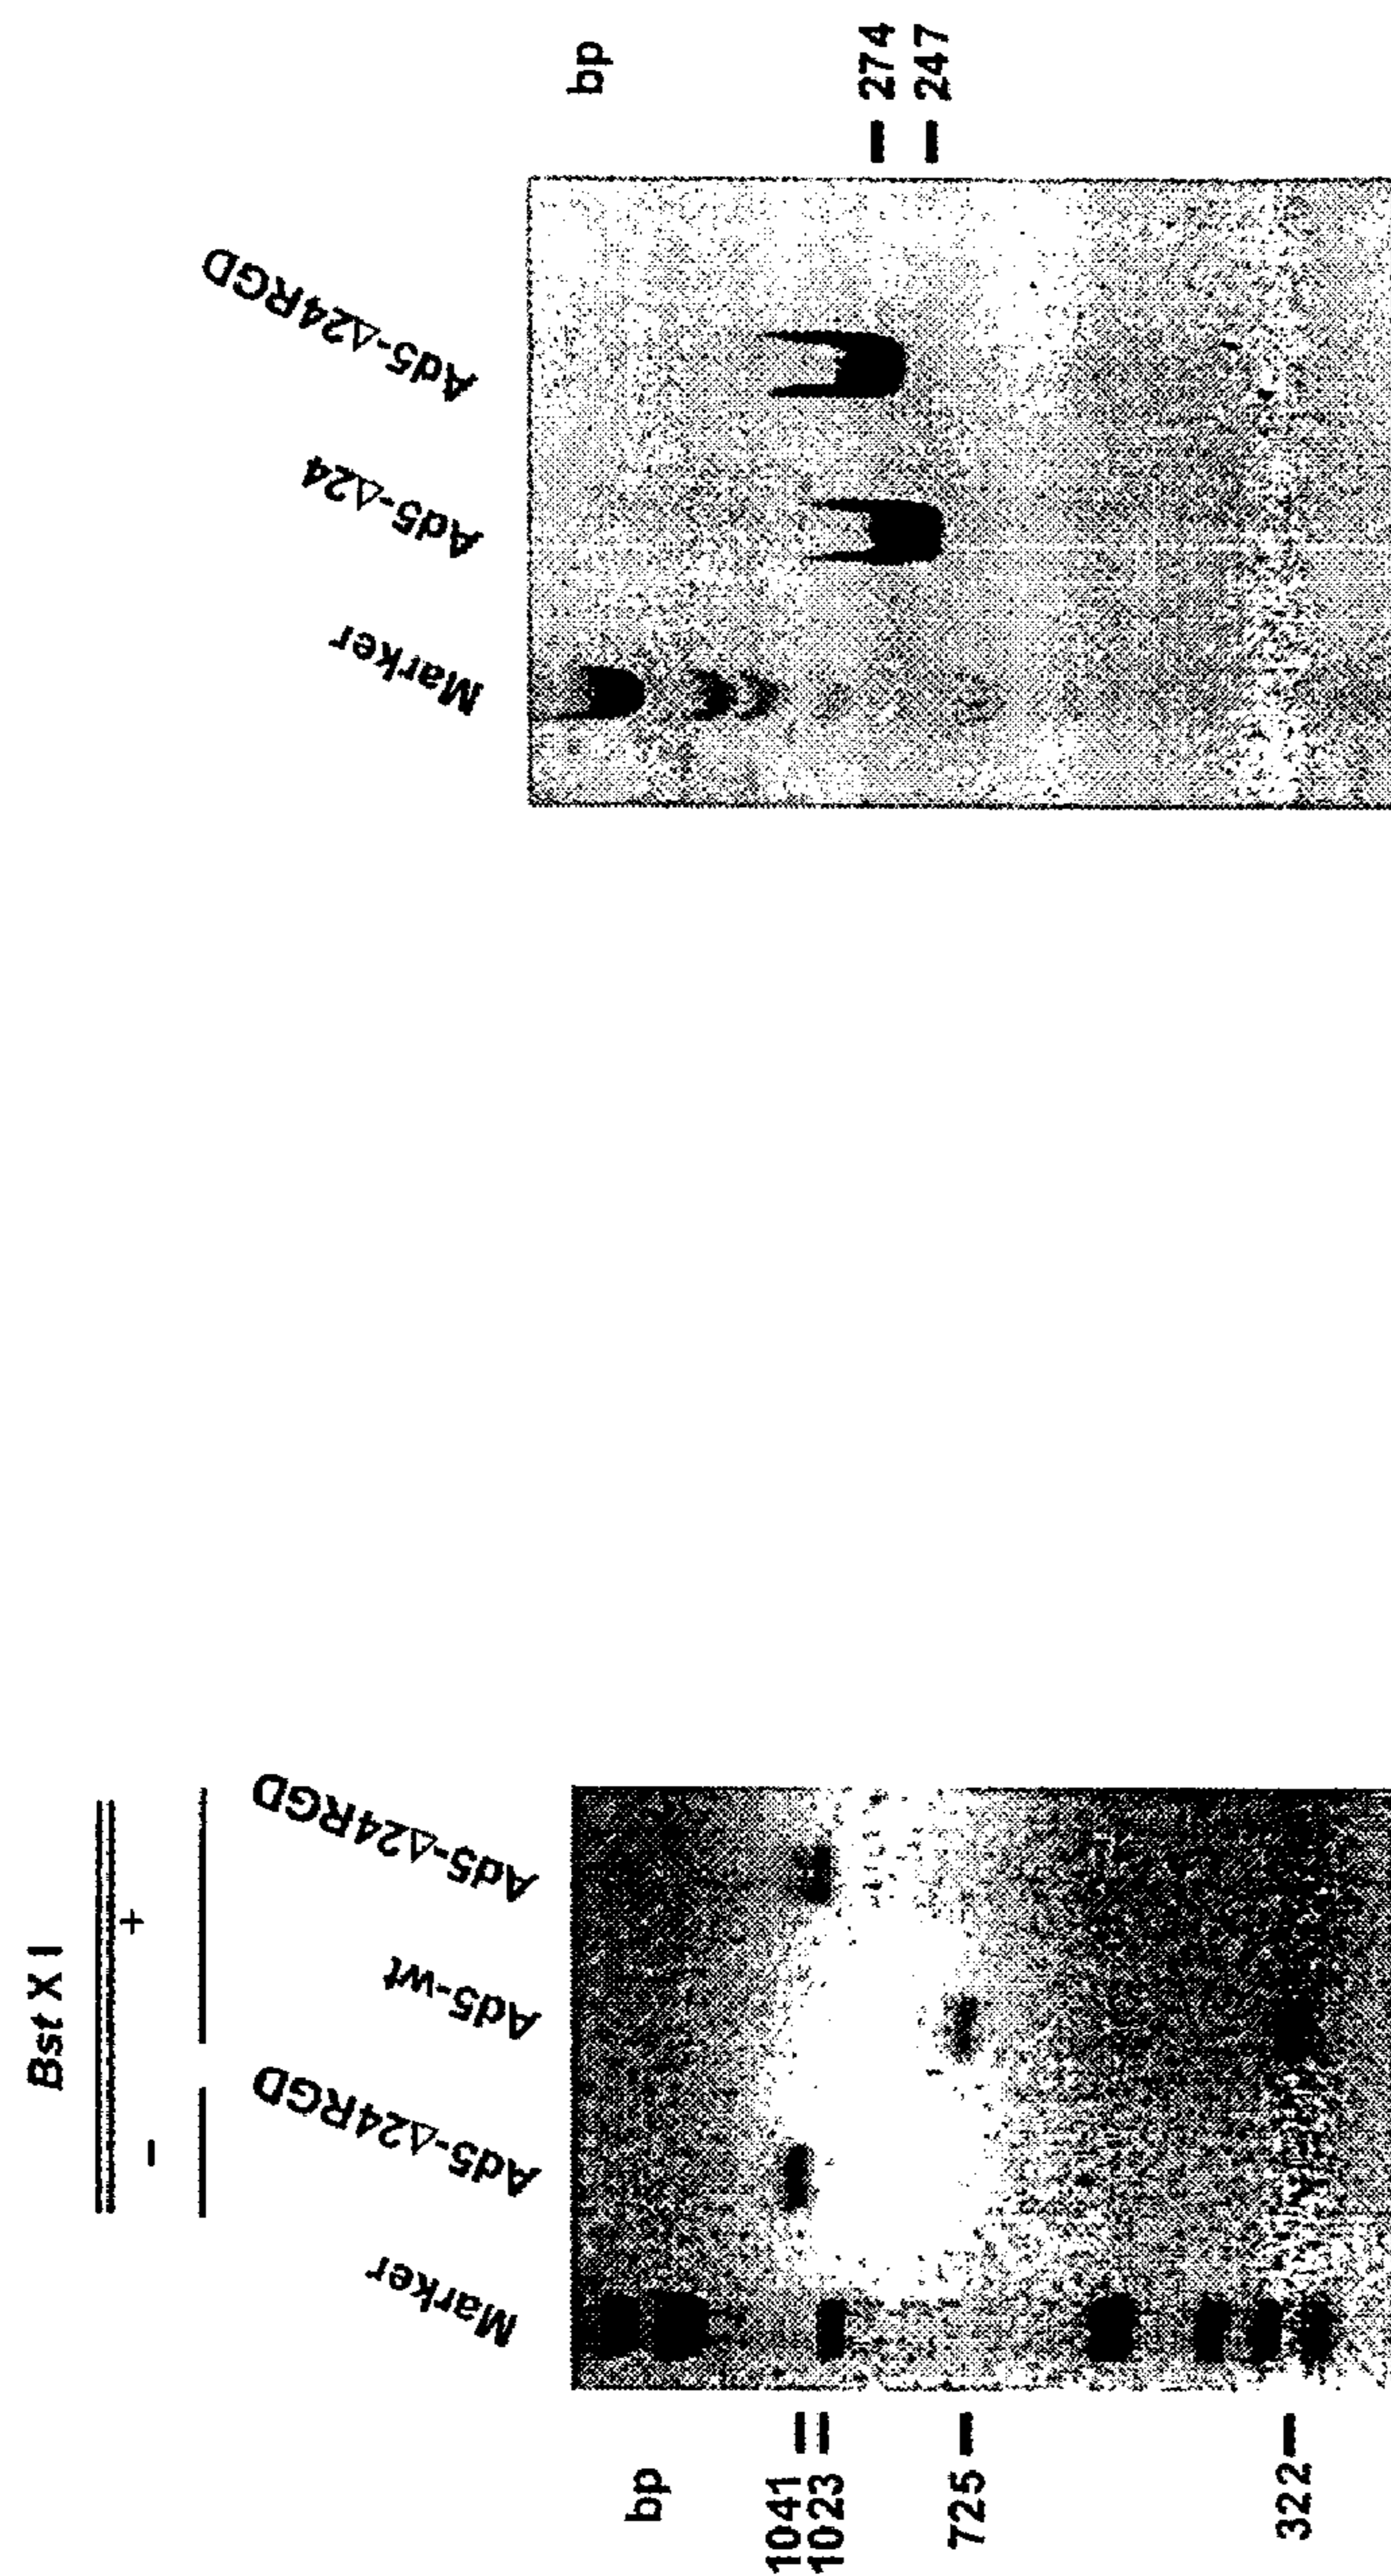 Bst X I
- +
Marker
Ad5-Δ24RGD
Ad5-wt
Ad5-Δ24RGD
bp
1041
1023
725
322
Marker
Ad5-Δ24
Ad5-Δ24RGD
bp
274
247